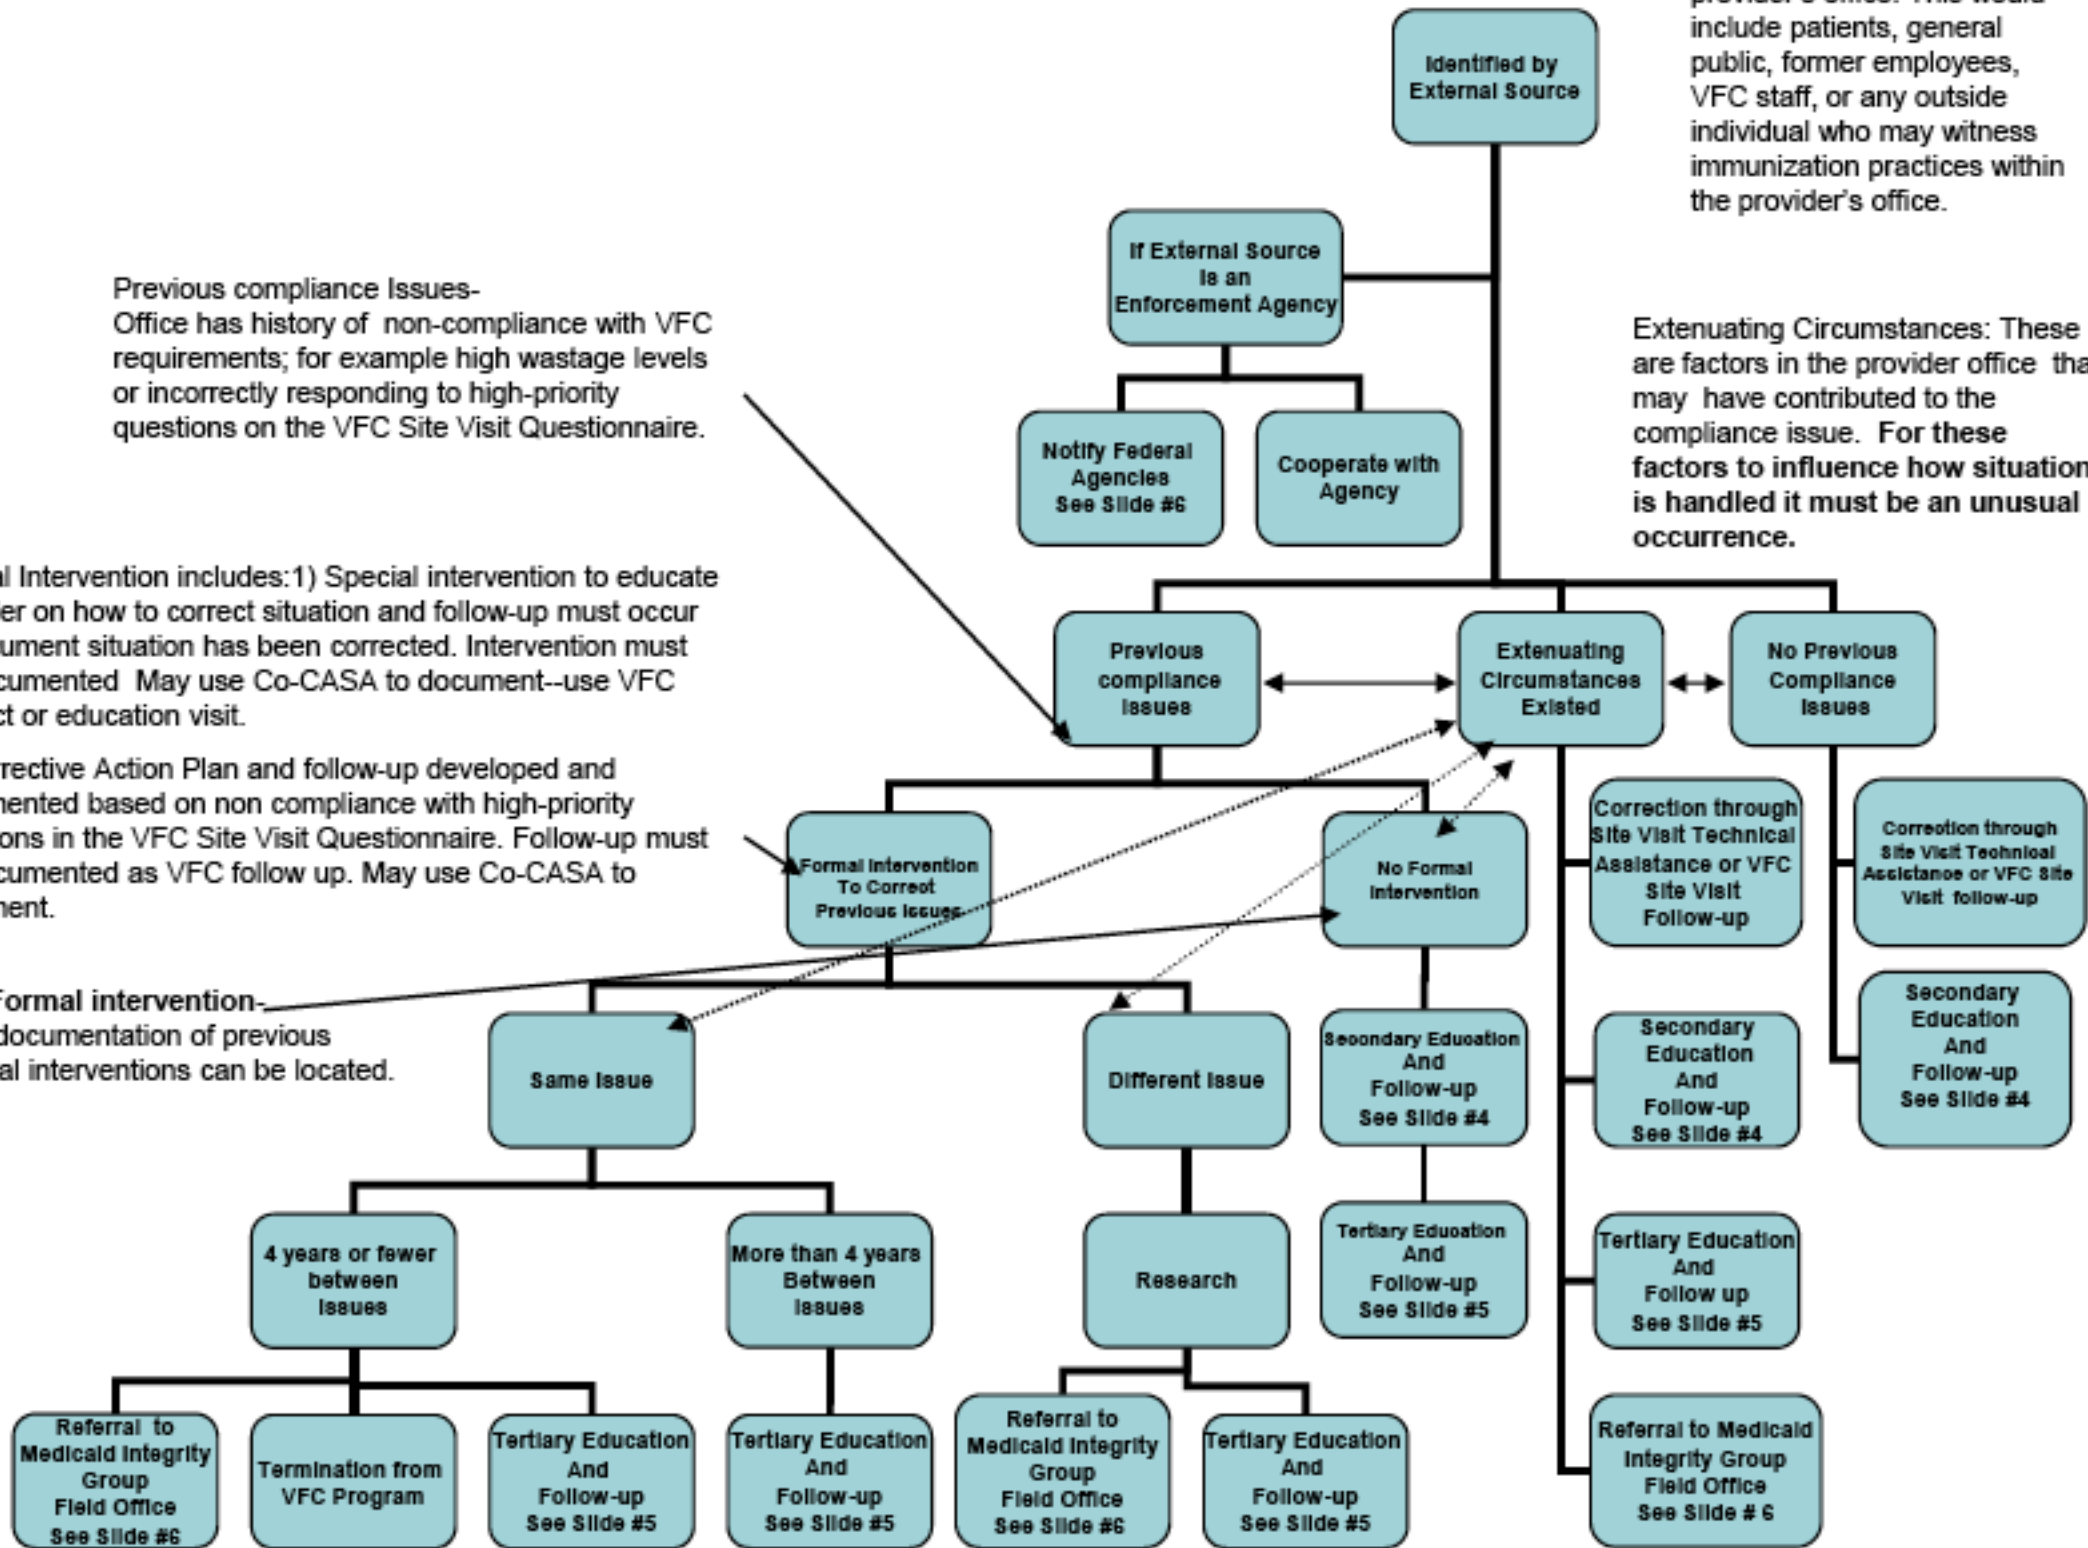 include patients, general
public, former employees,
VFC staff, or any outside
individual who may witness
immunization practices within
the provider's office.
Identified by
External Source
If External Source
Is an
Enforcement Agency
Previous compliance Issues-
Office has history of  non-compliance with VFC
requirements; for example high wastage levels
or incorrectly responding to high-priority
questions on the VFC Site Visit Questionnaire.
Extenuating Circumstances: These
are factors in the provider office
may  have contributed to the
compliance issue.  For these
factors to influence how situation
is handled it must be an unusual
occurrence.
Notify Federal
Agencies
See Slide #6
Cooperate with
Agency
Intervention includes:1) Special intervention to educate
on how to correct situation and follow-up must occur
situation has been corrected. Intervention must
May use Co-CASA to document--use VFC
or education visit.
Action Plan and follow-up developed and
based on non compliance with high-priority
in the VFC Site Visit Questionnaire. Follow-up must
as VFC follow up. May use Co-CASA to
Formal intervention-
documentation of previous
interventions can be located.
Previous
compliance
Issues
Extenuating
Circumstances
Existed
No Previous
Compliance
Issues
Formal Intervention
To Correct
Previous Issues
No Formal
Intervention
Correction through
Site Visit Technical
Assistance or VFC
Site Visit
Follow-up
Correction through
Site Visit Technical
Assistance or VFC Site
Visit  follow-up
Same Issue
Different Issue
Secondary Education
And
Follow-up
See Slide #4
Secondary
Education
And
Follow-up
See Slide #4
Secondary
Education
And
Follow-up
See Slide #4
4 years or fewer
between
Issues
More than 4 years
Between
Issues
Research
Tertiary Education
And
Follow-up
See Slide #5
Tertiary Education
And
Follow up
See Slide #5
Referral  to
Medicaid Integrity
Group
Field Office
See Slide #6
Termination from
VFC Program
Tertiary Education
And
Follow-up
See Slide #5
Tertiary Education
And
Follow-up
See Slide #5
Referral to
Medicaid Integrity
Group
Field Office
See Slide #6
Tertiary Education
And
Follow-up
See Slide #5
Referral to Medicaid
Integrity Group
Field Office
See Slide # 6